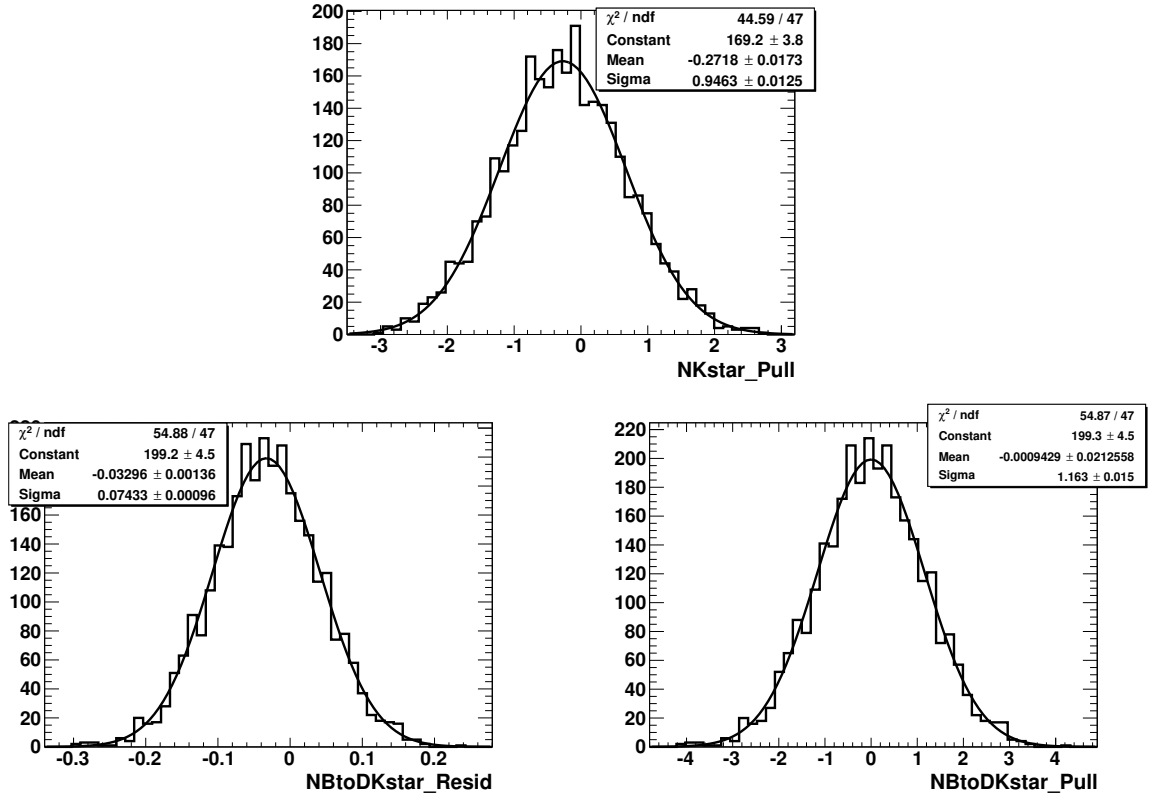 χ² / ndf 44.59 / 47
Constant 169.2 ± 3.8
Mean -0.2718 ± 0.0173
Sigma 0.9463 ± 0.0125
200
180
160
140
120
100
80
60
40
20
0
-3 -2 -1 0 1 2 3
NKstar_Pull
χ² / ndf 54.88 / 47
Constant 199.2 ± 4.5
Mean -0.03296 ± 0.00136
Sigma 0.07433 ± 0.00096
160
140
120
100
80
60
40
20
0
-0.3 -0.2 -0.1 0 0.1 0.2
NBtoDKstar_Resid
χ² / ndf 54.87 / 47
Constant 199.3 ± 4.5
Mean -0.0009429 ± 0.0212558
Sigma 1.163 ± 0.015
220
200
180
160
140
120
100
80
60
40
20
0
-4 -3 -2 -1 0 1 2 3 4
NBtoDKstar_Pull